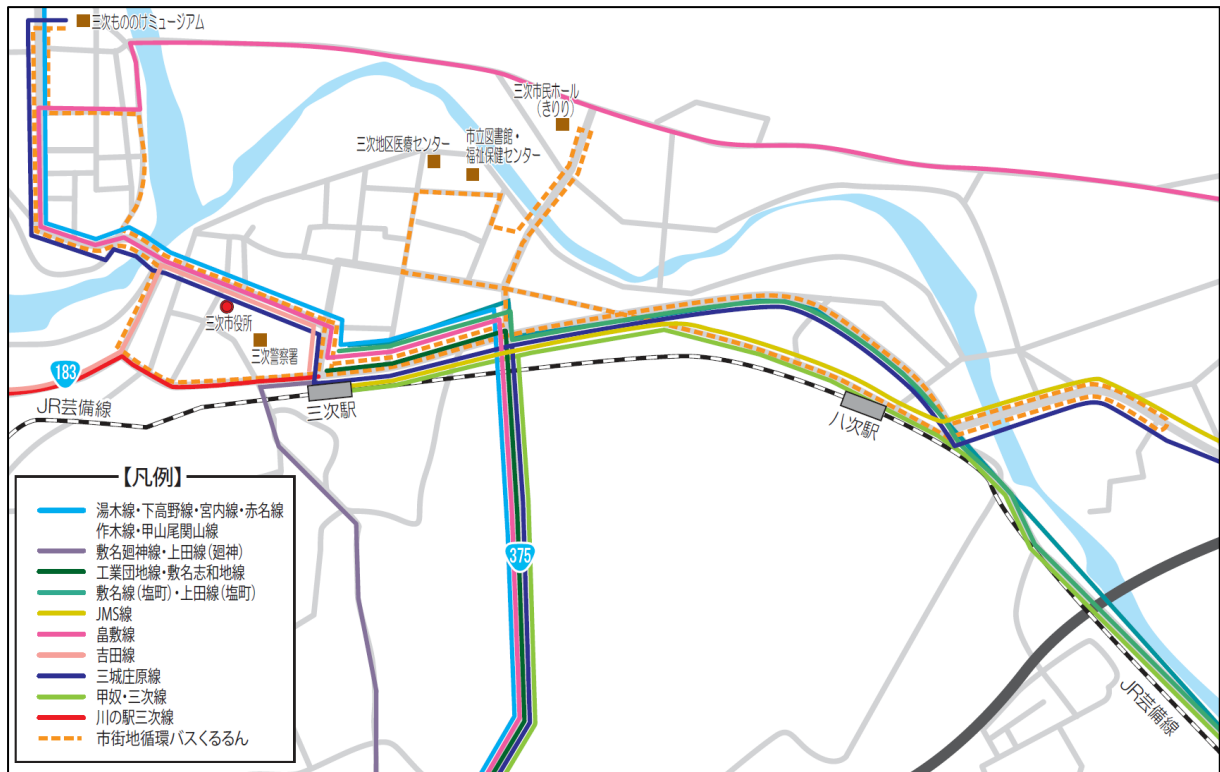 三次もののけミュージアム
三次市民ホール
(きりり)
三次地区医療センター
市立図書館・
福祉保健センター
三次市役所
三次警察署
183
JR芸備線
三次駅
八次駅
375
JR芸備線
【凡例】
湯木線・下高野線・宮内線・赤名線
作木線・甲山尾関山線
敷名廻神線・上田線(廻神)
工業団地線・敷名志和地線
敷名線(塩町)・上田線(塩町)
JMS線
畠敷線
吉田線
三城庄原線
甲奴・三次線
川の駅三次線
市街地循環バスくるるん